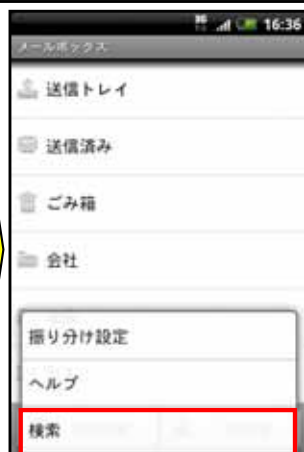 16:36
メールボックス
送信トレイ
送信済み
ごみ箱
会社
振り分け設定
ヘルプ
検索